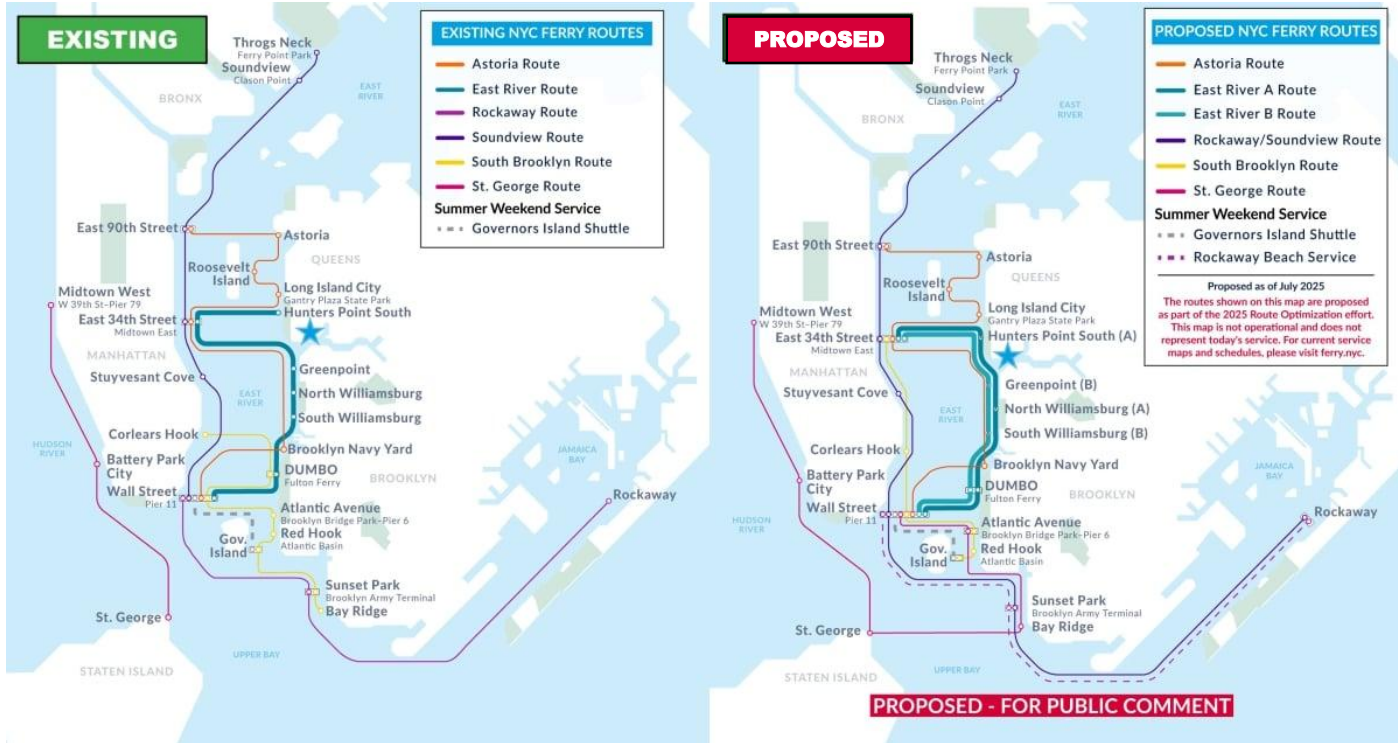 EXISTING
EXISTING NYC FERRY ROUTES
Astoria Route
East River Route
Rockaway Route
Soundview Route
South Brooklyn Route
St. George Route
Summer Weekend Service
Governors Island Shuttle
Throgs Neck
Ferry Point Park
Soundview
Clason Point
BRONX
EAST
RIVER
East 90th Street
Astoria
QUEENS
Roosevelt
Island
Long Island City
Gantry Plaza State Park
Hunters Point South
Midtown West
W 39th St-Pier 79
East 34th Street
Midtown East
MANHATTAN
Greenpoint
Stuyvesant Cove
EAST
RIVER
North Williamsburg
South Williamsburg
Corlears Hook
HUDSON
RIVER
Brooklyn Navy Yard
JAMAICA
BAY
Battery Park
City
DUMBO
Fulton Ferry
BROOKLYN
Wall Street
Pier 11
Rockaway
Atlantic Avenue
Brooklyn Bridge Park-Pier 6
Red Hook
Atlantic Basin
Gov.
Island
Sunset Park
Brooklyn Army Terminal
Bay Ridge
St. George
UPPER BAY
STATEN ISLAND
PROPOSED
PROPOSED NYC FERRY ROUTES
Astoria Route
East River A Route
East River B Route
Rockaway/Soundview Route
South Brooklyn Route
St. George Route
Summer Weekend Service
Governors Island Shuttle
Rockaway Beach Service
Proposed as of July 2025
The routes shown on this map are proposed
as part of the 2025 Route Optimization effort.
This map is not operational and does not
represent today's service. For current service
maps and schedules, please visit ferry.nyc.
Throgs Neck
Ferry Point Park
Soundview
Clason Point
BRONX
EAST
RIVER
East 90th Street
Astoria
QUEENS
Roosevelt
Island
Long Island City
Gantry Plaza State Park
Hunters Point South (A)
Midtown West
W 39th St-Pier 79
East 34th Street
Midtown East
MANHATTAN
Greenpoint (B)
Stuyvesant Cove
EAST
RIVER
North Williamsburg (A)
South Williamsburg (B)
Corlears Hook
HUDSON
RIVER
Brooklyn Navy Yard
JAMAICA
BAY
Battery Park
City
DUMBO
Fulton Ferry
BROOKLYN
Wall Street
Pier 11
Rockaway
Atlantic Avenue
Brooklyn Bridge Park-Pier 6
Red Hook
Atlantic Basin
Gov.
Island
Sunset Park
Brooklyn Army Terminal
Bay Ridge
St. George
UPPER BAY
STATEN ISLAND
PROPOSED - FOR PUBLIC COMMENT